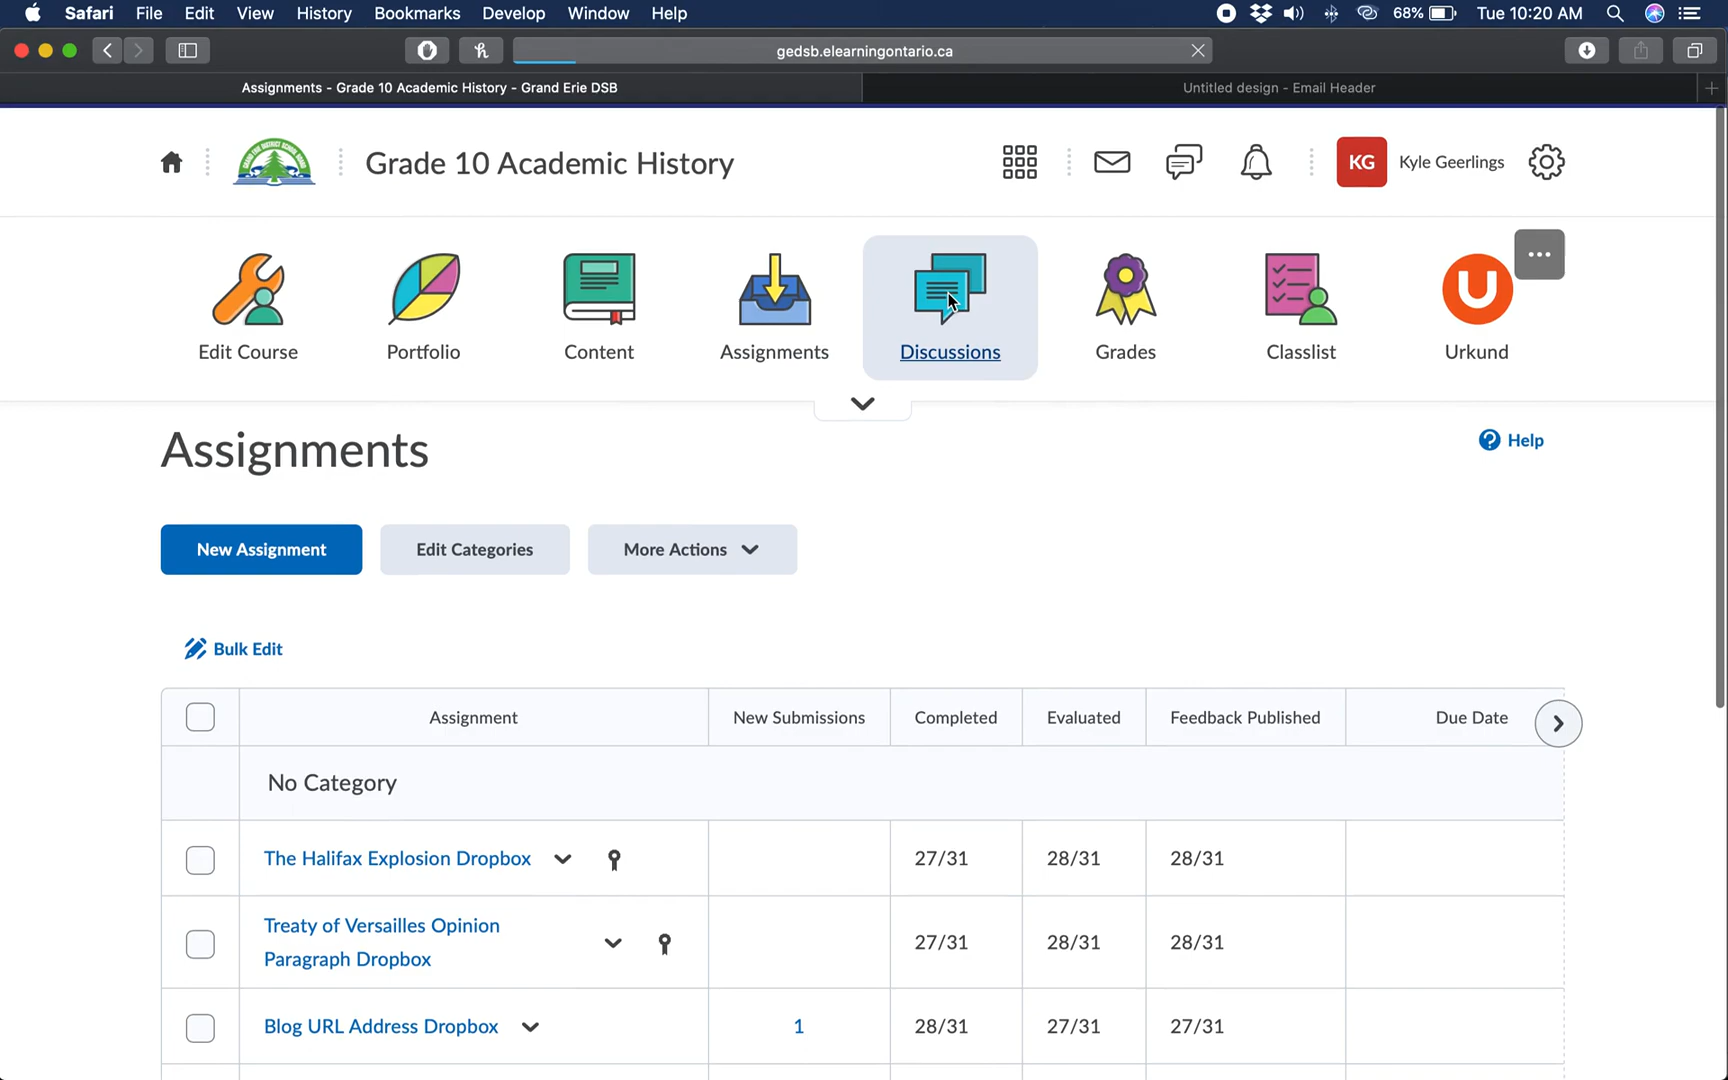 Safari File Edit View History Bookmarks Develop Window Help 68% Tue 10:20 AM
gedsb.elearningontario.ca
Assignments - Grade 10 Academic History - Grand Erie DSB
Untitled design - Email Header
Grade 10 Academic History
KG Kyle Geerlings
Edit Course
Portfolio
Content
Assignments
Discussions
Grades
Classlist
Urkund
Assignments
Help
New Assignment
Edit Categories
More Actions
Bulk Edit
Assignment New Submissions Completed Evaluated Feedback Published Due Date
No Category
The Halifax Explosion Dropbox 27/31 28/31 28/31
Treaty of Versailles Opinion
Paragraph Dropbox 27/31 28/31 28/31
Blog URL Address Dropbox 1 28/31 27/31 27/31